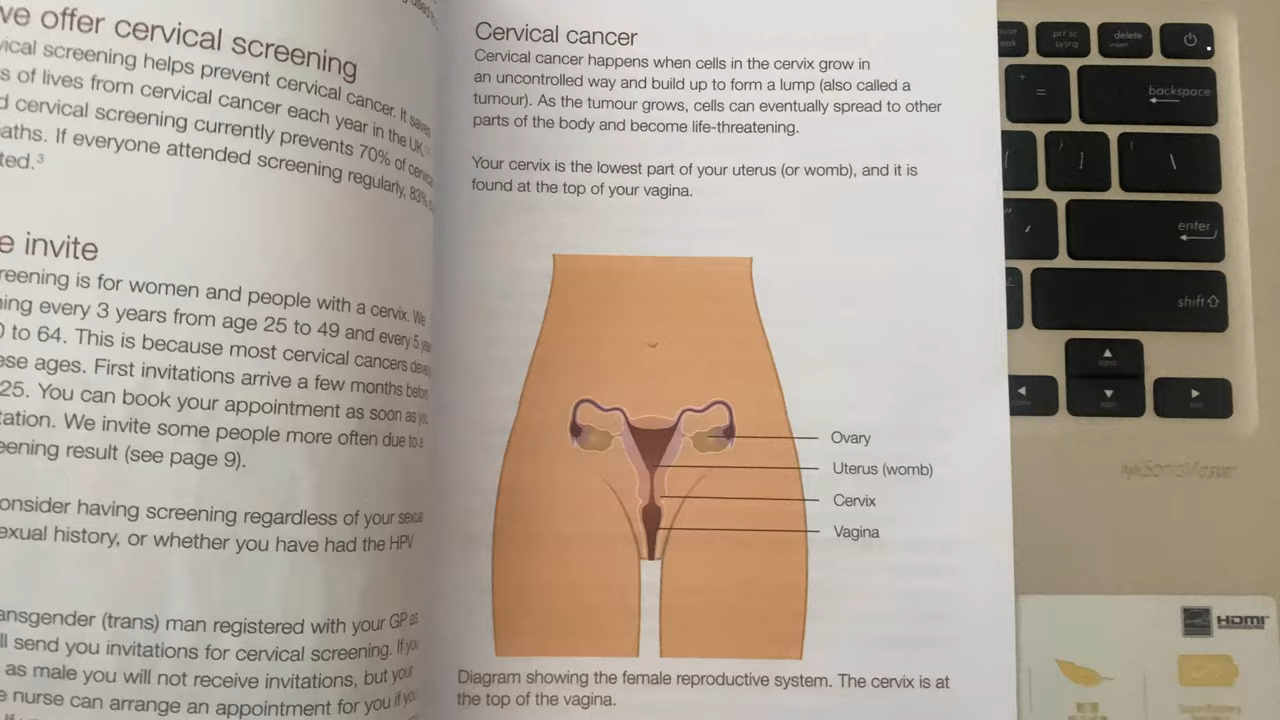 we offer cervical screening
vical screening helps prevent cervical cancer. It saves
s of lives from cervical cancer each year in the UK
d cervical screening currently prevents 70% of
aths. If everyone attended screening regularly, 83%
ted.³
e invite
reening is for women and people with a cervix. We
ning every 3 years from age 25 to 49 and every 5
0 to 64. This is because most cervical cancers
ese ages. First invitations arrive a few months before
25. You can book your appointment as soon as
tation. We invite some people more often due to a
eening result (see page 9).
onsider having screening regardless of your
exual history, or whether you have had the HPV
ansgender (trans) man registered with your GP as
ll send you invitations for cervical screening. If you
as male you will not receive invitations, but your
e nurse can arrange an appointment for you if you
Cervical cancer
Cervical cancer happens when cells in the cervix grow in
an uncontrolled way and build up to form a lump (also called a
tumour). As the tumour grows, cells can eventually spread to other
parts of the body and become life-threatening.
Your cervix is the lowest part of your uterus (or womb), and it is
found at the top of your vagina.
Ovary
Uterus (womb)
Cervix
Vagina
Diagram showing the female reproductive system. The cervix is at
the top of the vagina.
prt sc
sysrq
delete
insert
+
=
backspace
]
\
enter
shift
SonicMaster
HDMI